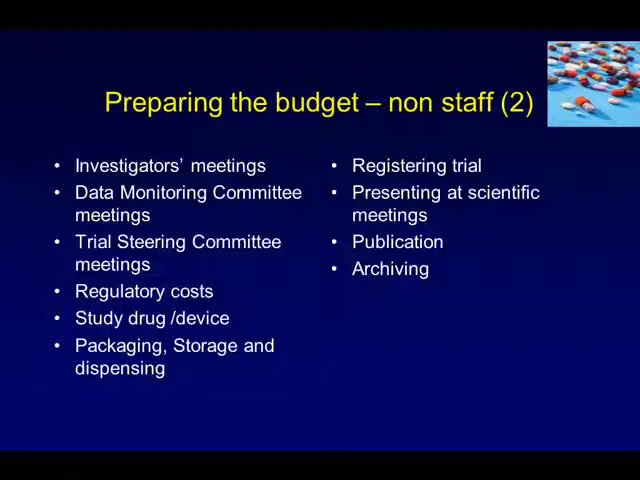 Preparing the budget – non staff (2)
• Investigators’ meetings
• Data Monitoring Committee
meetings
• Trial Steering Committee
meetings
• Regulatory costs
• Study drug /device
• Packaging, Storage and
dispensing
• Registering trial
• Presenting at scientific
meetings
• Publication
• Archiving